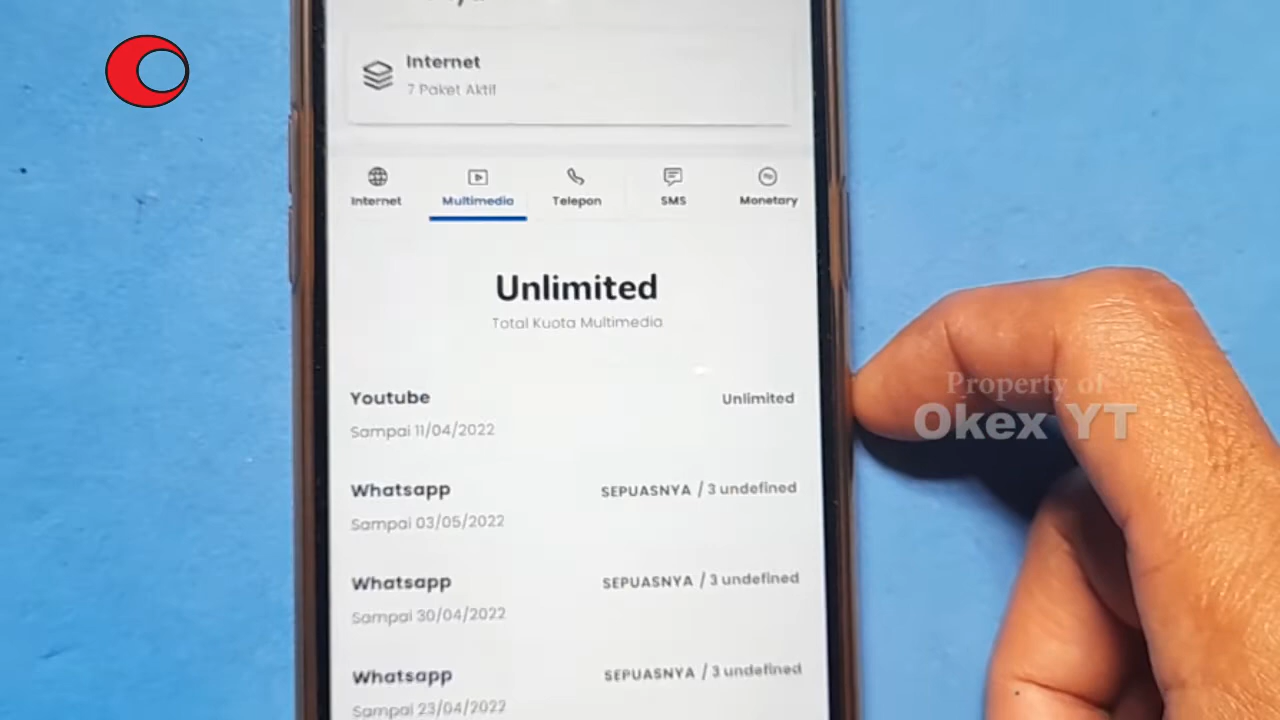 Internet
7 Paket Aktif
Internet
Multimedia
Telepon
SMS
Monetary
Unlimited
Total Kuota Multimedia
Youtube
Unlimited
Sampai 11/04/2022
Whatsapp
SEPUASNYA / 3 undefined
Sampai 03/05/2022
Whatsapp
SEPUASNYA / 3 undefined
Sampai 30/04/2022
Whatsapp
SEPUASNYA / 3 undefined
Sampai 23/04/2022
Property of
Okex YT